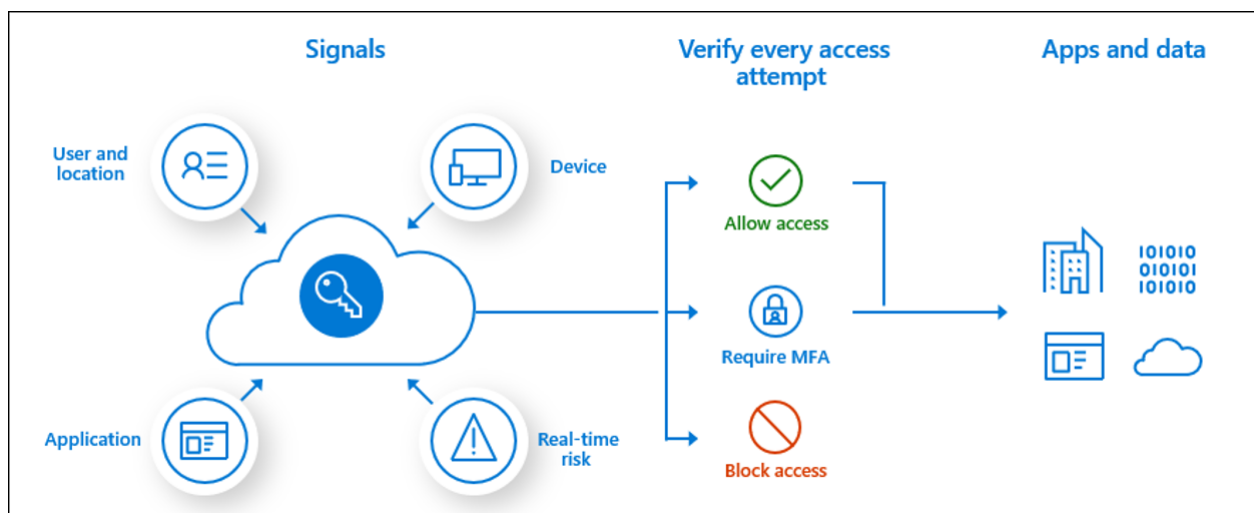 Signals
Verify every access
attempt
Apps and data
User and
location
Device
Allow access
101010
010101
101010
Require MFA
Application
Real-time
risk
Block access